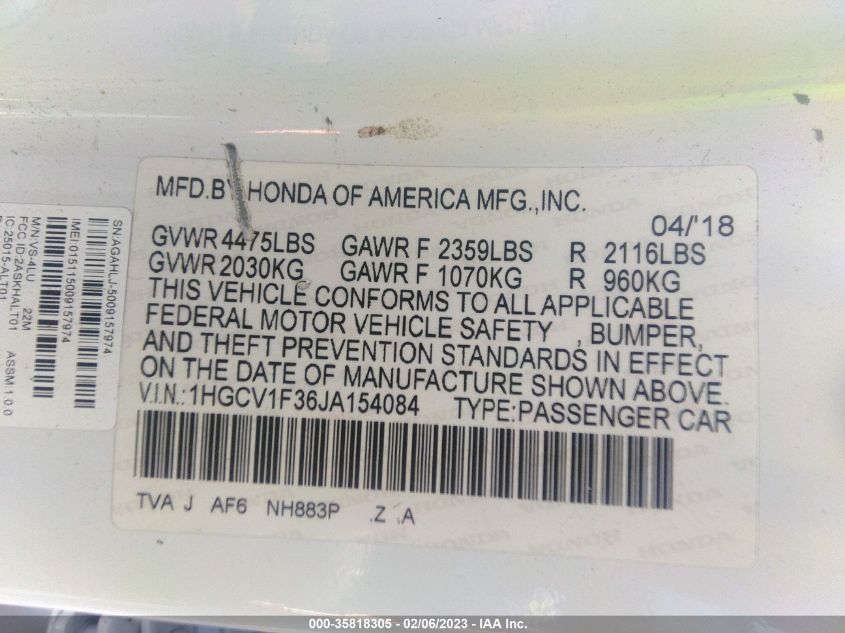 MFD.BY HONDA OF AMERICA MFG.,INC.
04/'18
GVWR 4475LBS GAWR F 2359LBS R 2116LBS
GVWR 2030KG GAWR F 1070KG R 960KG
THIS VEHICLE CONFORMS TO ALL APPLICABLE
FEDERAL MOTOR VEHICLE SAFETY , BUMPER,
AND THEFT PREVENTION STANDARDS IN EFFECT
ON THE DATE OF MANUFACTURE SHOWN ABOVE.
V.I.N.:1HGCV1F36JA154084 TYPE:PASSENGER CAR
TVA J AF6 NH883P .Z .A
SN:AGAHLJ-5009157974
IMEI:015115009157974
M/N:VS-4LU 22M
FCC ID:2ASKHALT01
IC:25015-ALT01 ASSM:1.0.0
000-35818305 - 02/06/2023 - IAA Inc.